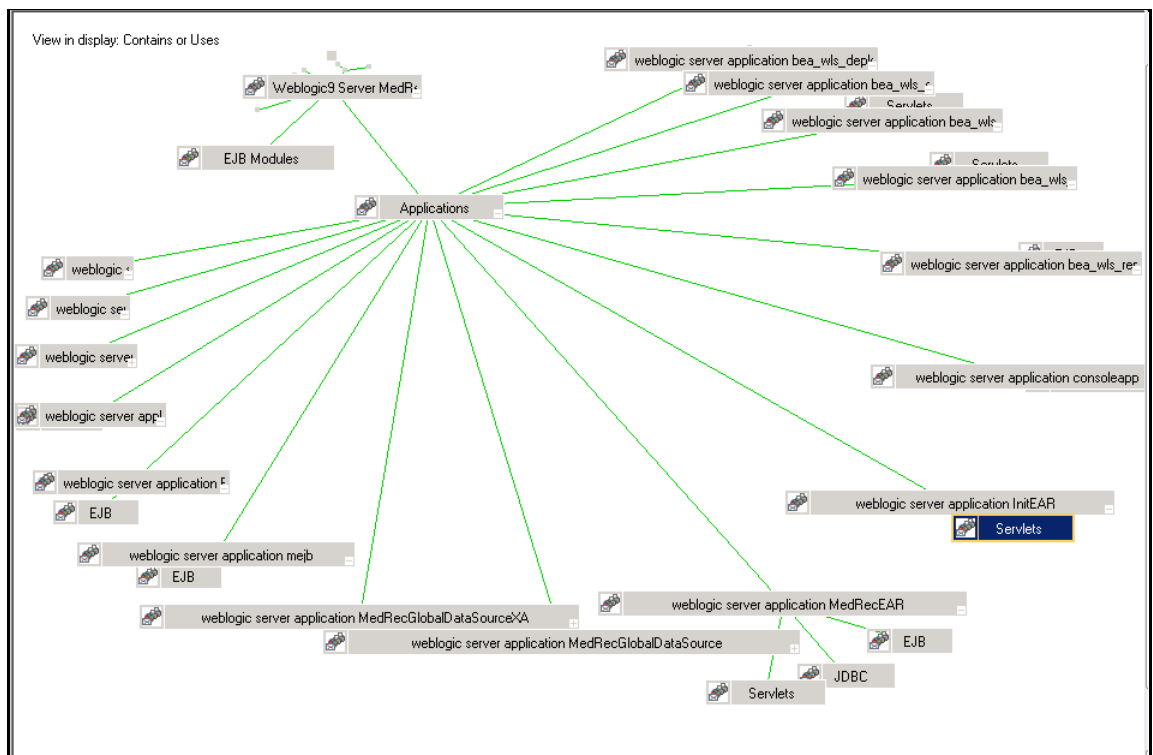 View in display: Contains or Uses
weblogic server application bea_wls_depl
Weblogic9 Server MedR
weblogic server application bea_wls_
Servlets
weblogic server application bea_wls
EJB Modules
Servlets
weblogic server application bea_wls_
Applications
weblogic server application bea_wls_res
weblogic
weblogic se
weblogic server
weblogic server application consoleapp
weblogic server appl
weblogic server application
EJB
weblogic server application InitEAR
Servlets
weblogic server application mejb
EJB
weblogic server application MedRecGlobalDataSourceXA
weblogic server application MedRecEAR
weblogic server application MedRecGlobalDataSource
EJB
JDBC
Servlets